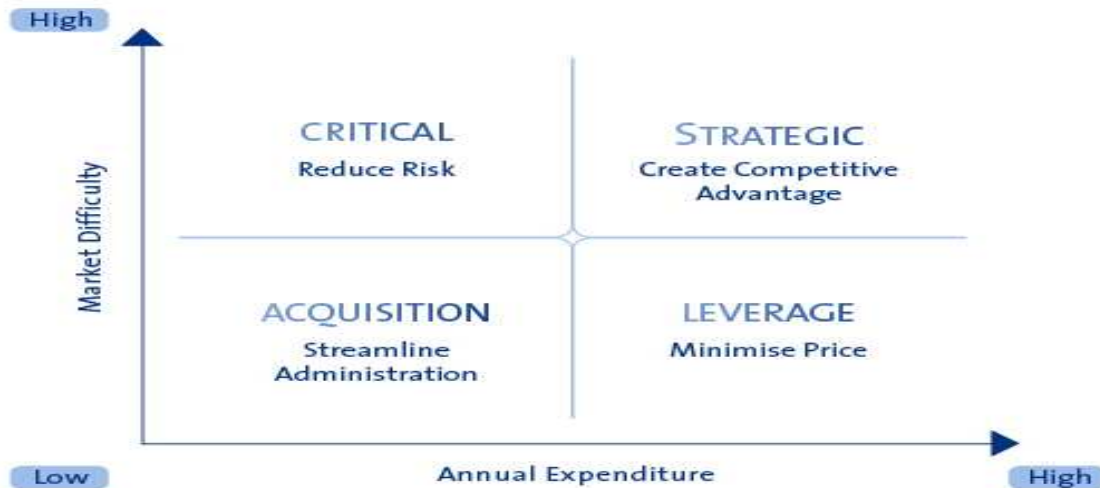 High
CRITICAL
Reduce Risk
STRATEGIC
Create Competitive
Advantage
Market Difficulty
ACQUISITION
Streamline
Administration
LEVERAGE
Minimise Price
Low
Annual Expenditure
High